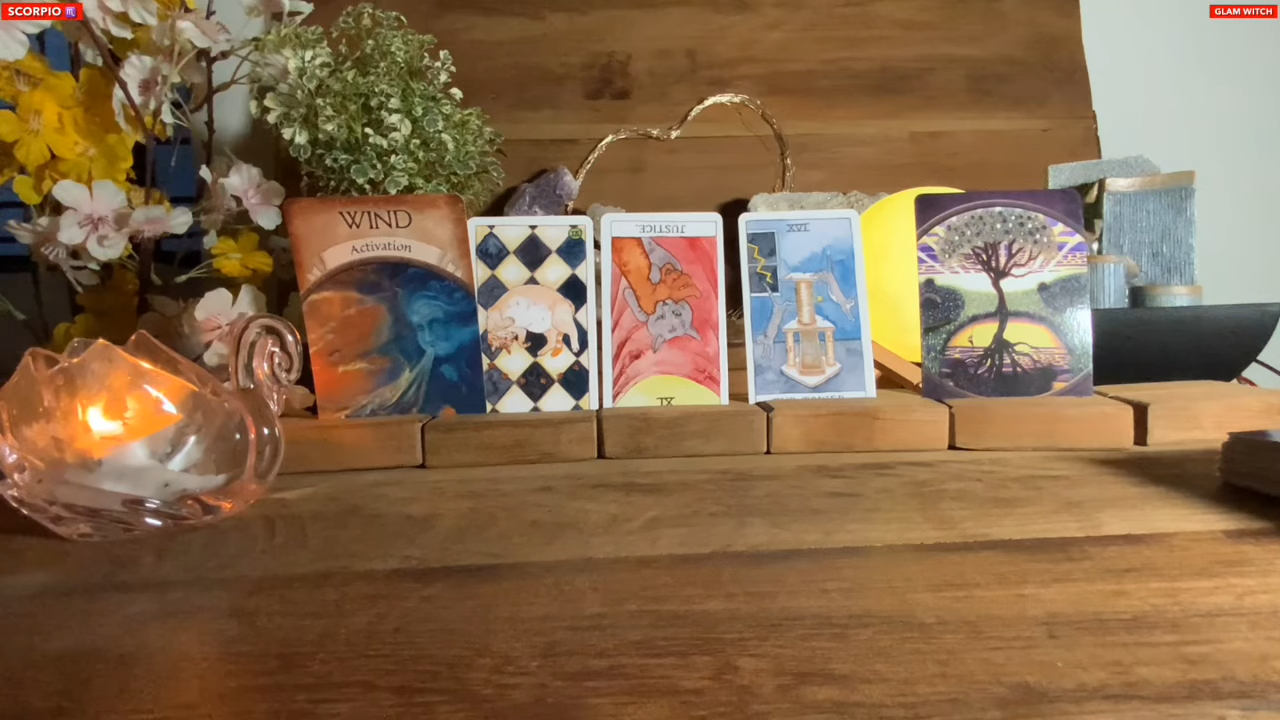 SCORPIO ♏
GLAM WITCH
WIND
Activation
JUSTICE.
XI
XVI